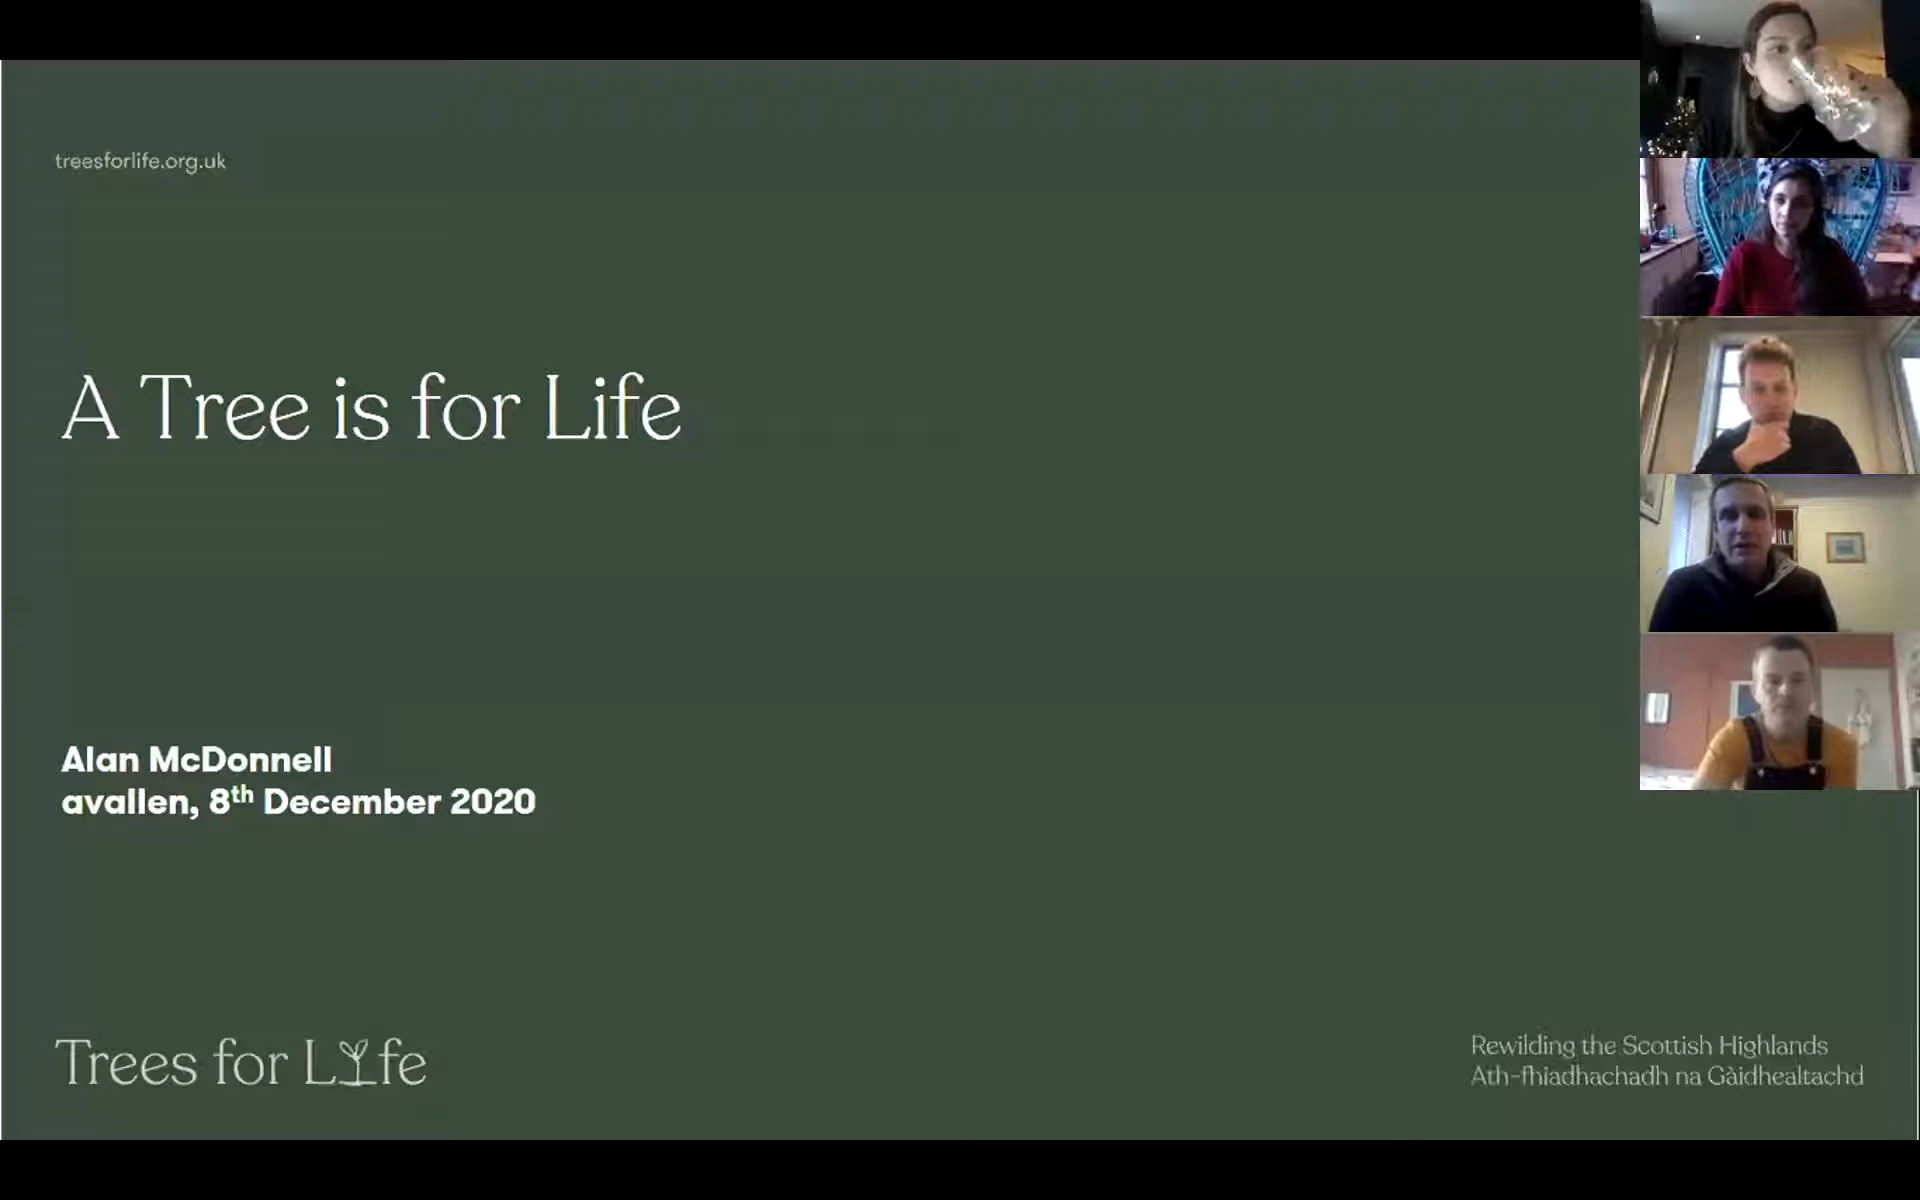 treesforlife.org.uk
A Tree is for Life
Alan McDonnell
avallen, 8th December 2020
Trees for Life
Rewilding the Scottish Highlands
Ath-fhiadhachadh na Gàidhealtachd